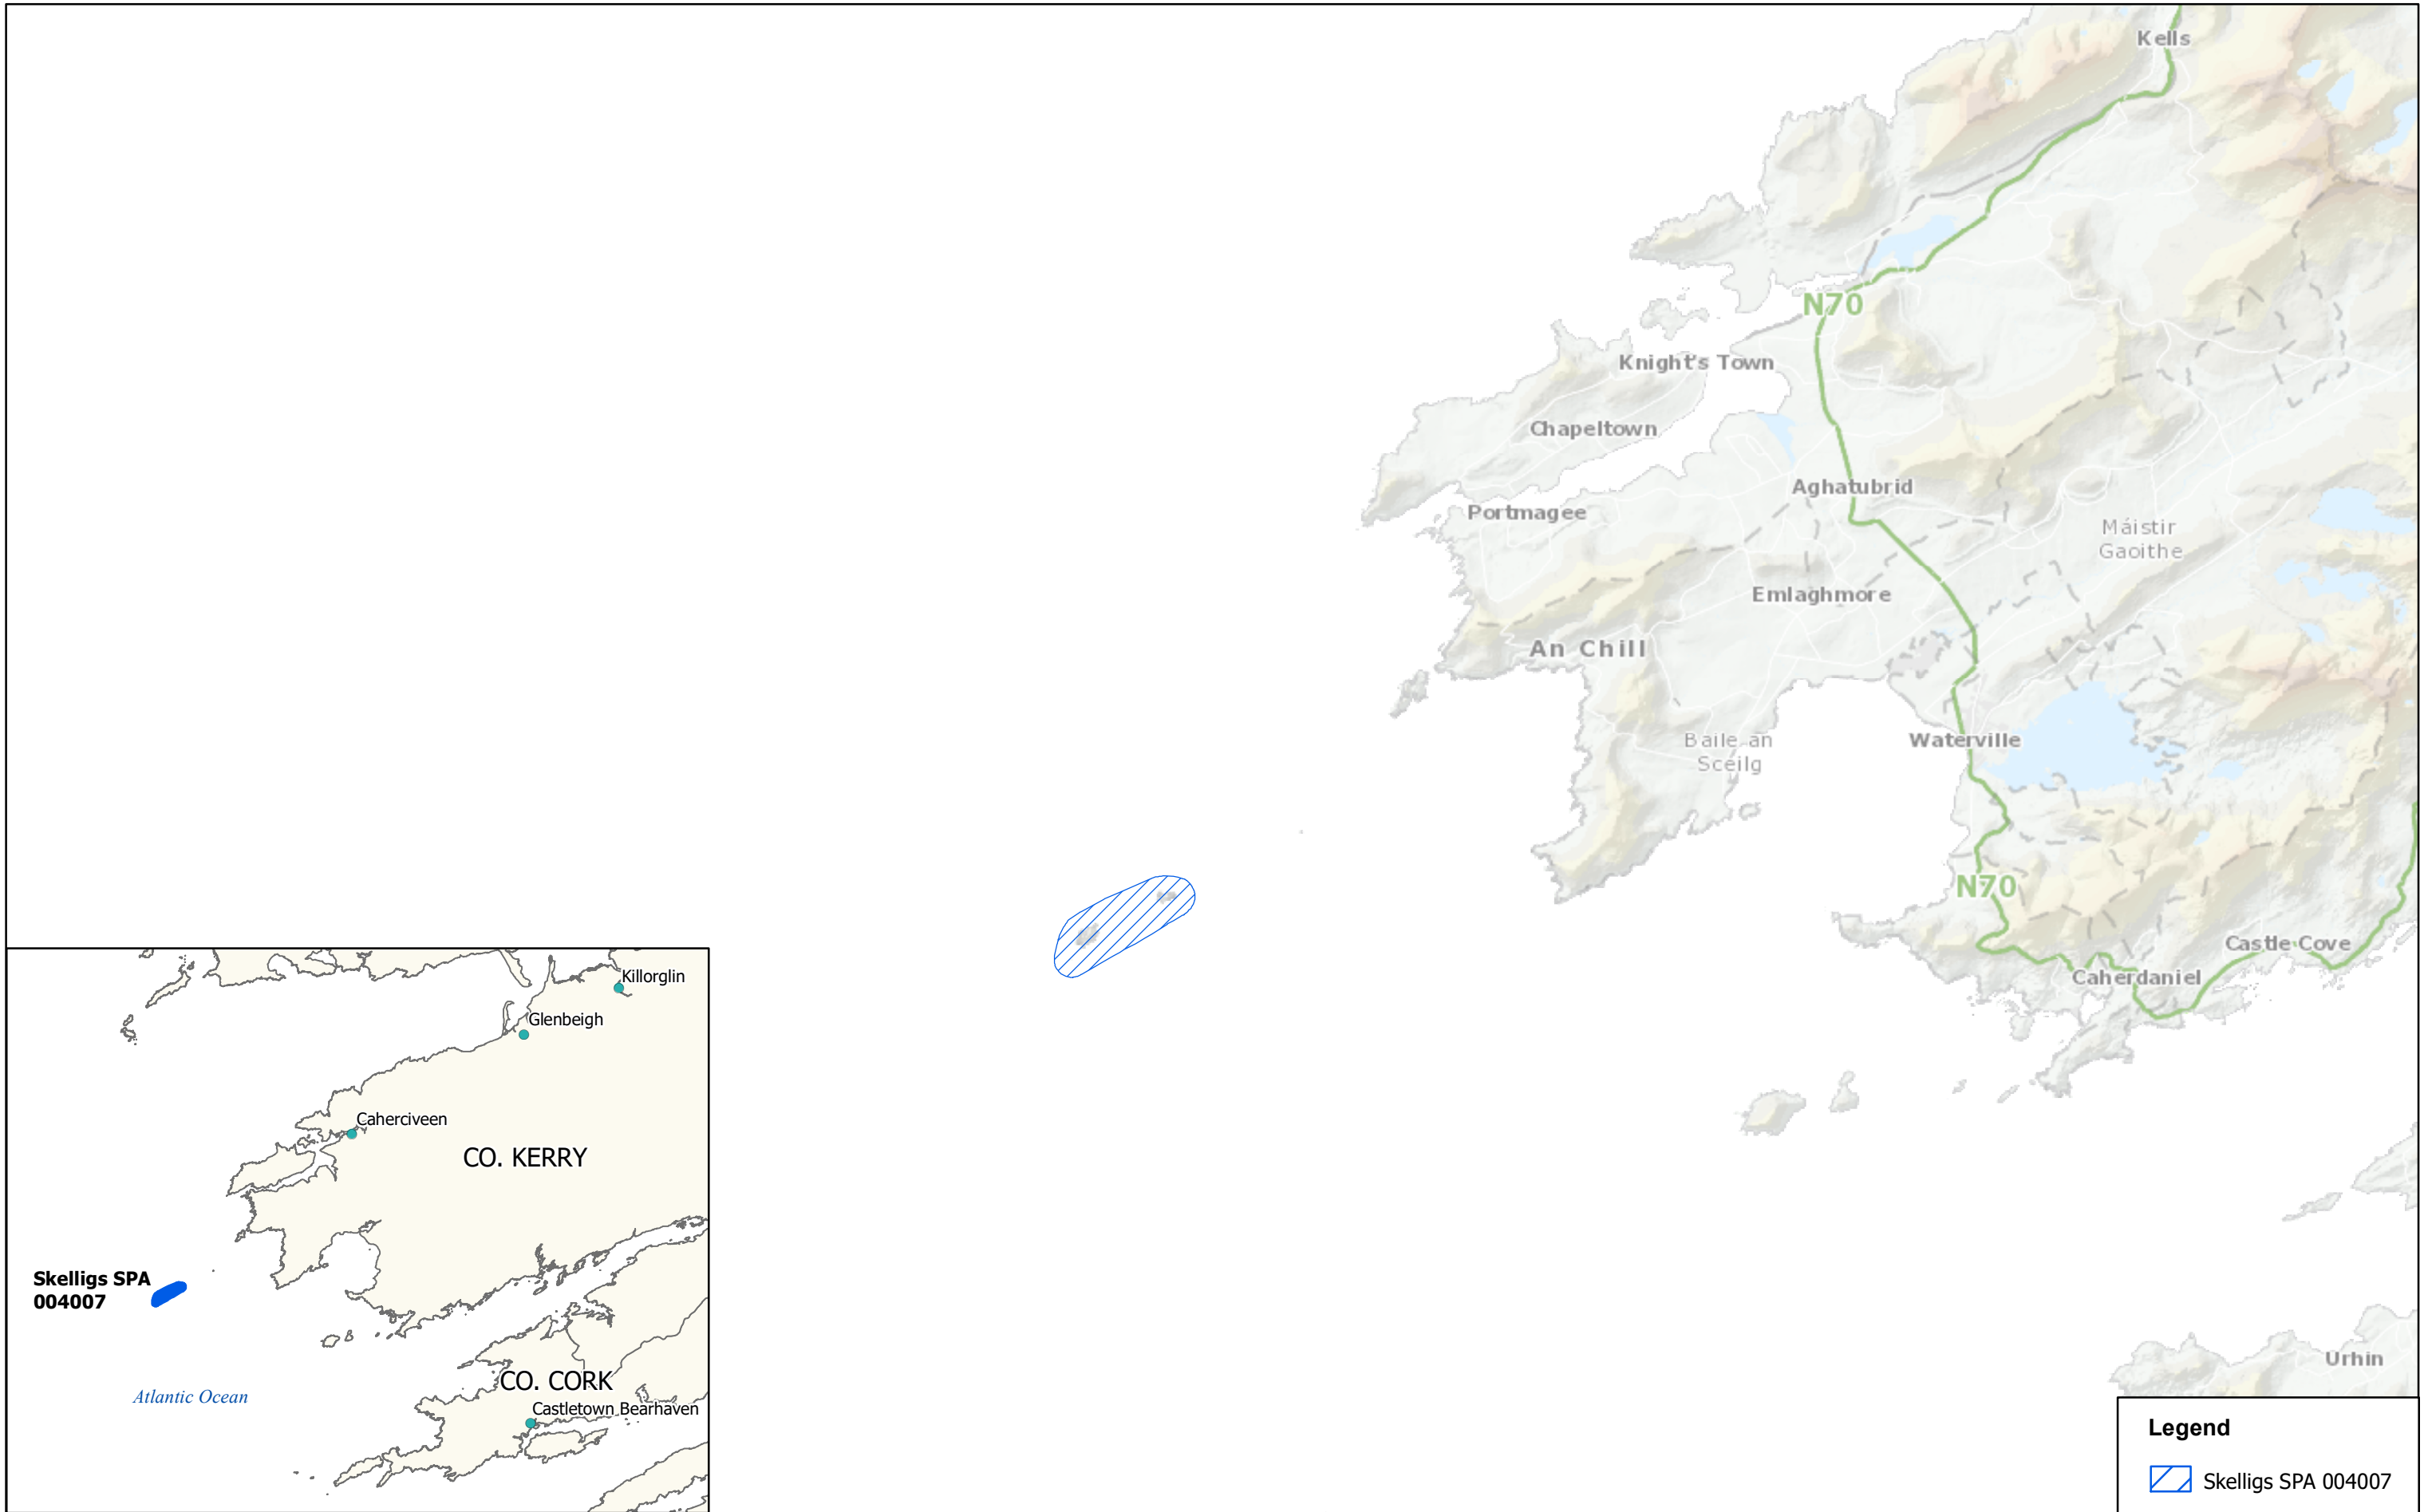 Kells
N70
Knight's Town
Chapeltown
Aghatubrid
Portmagee
Máistir
Gaoithe
Emlaghmore
An Chill
Baile an
Sceilg
Waterville
N70
Castle Cove
Caherdaniel
Urhin
Killorglin
Glenbeigh
Caherciveen
CO. KERRY
Skelligs SPA
004007
CO. CORK
Atlantic Ocean
Castletown Bearhaven
Legend
Skelligs SPA 004007